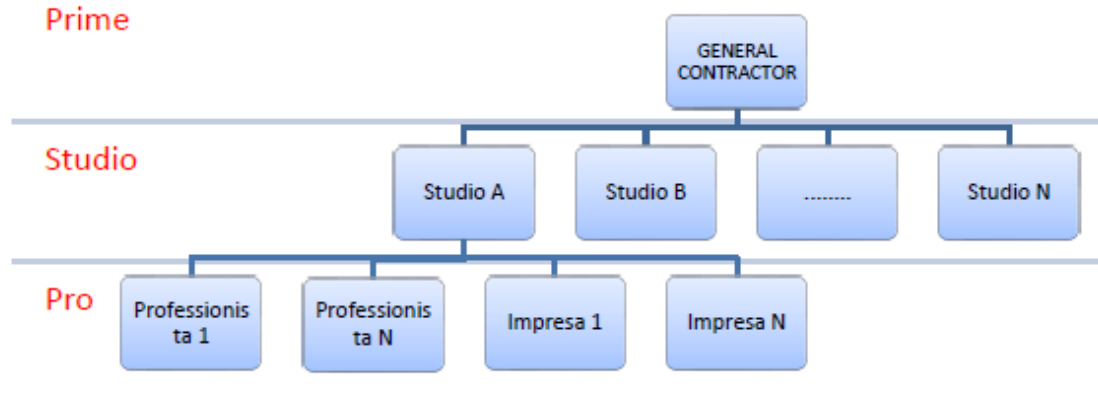 Prime
GENERAL
CONTRACTOR
Studio
Studio A
Studio B
........
Studio N
Pro
Professionis
ta 1
Professionis
ta N
Impresa 1
Impresa N